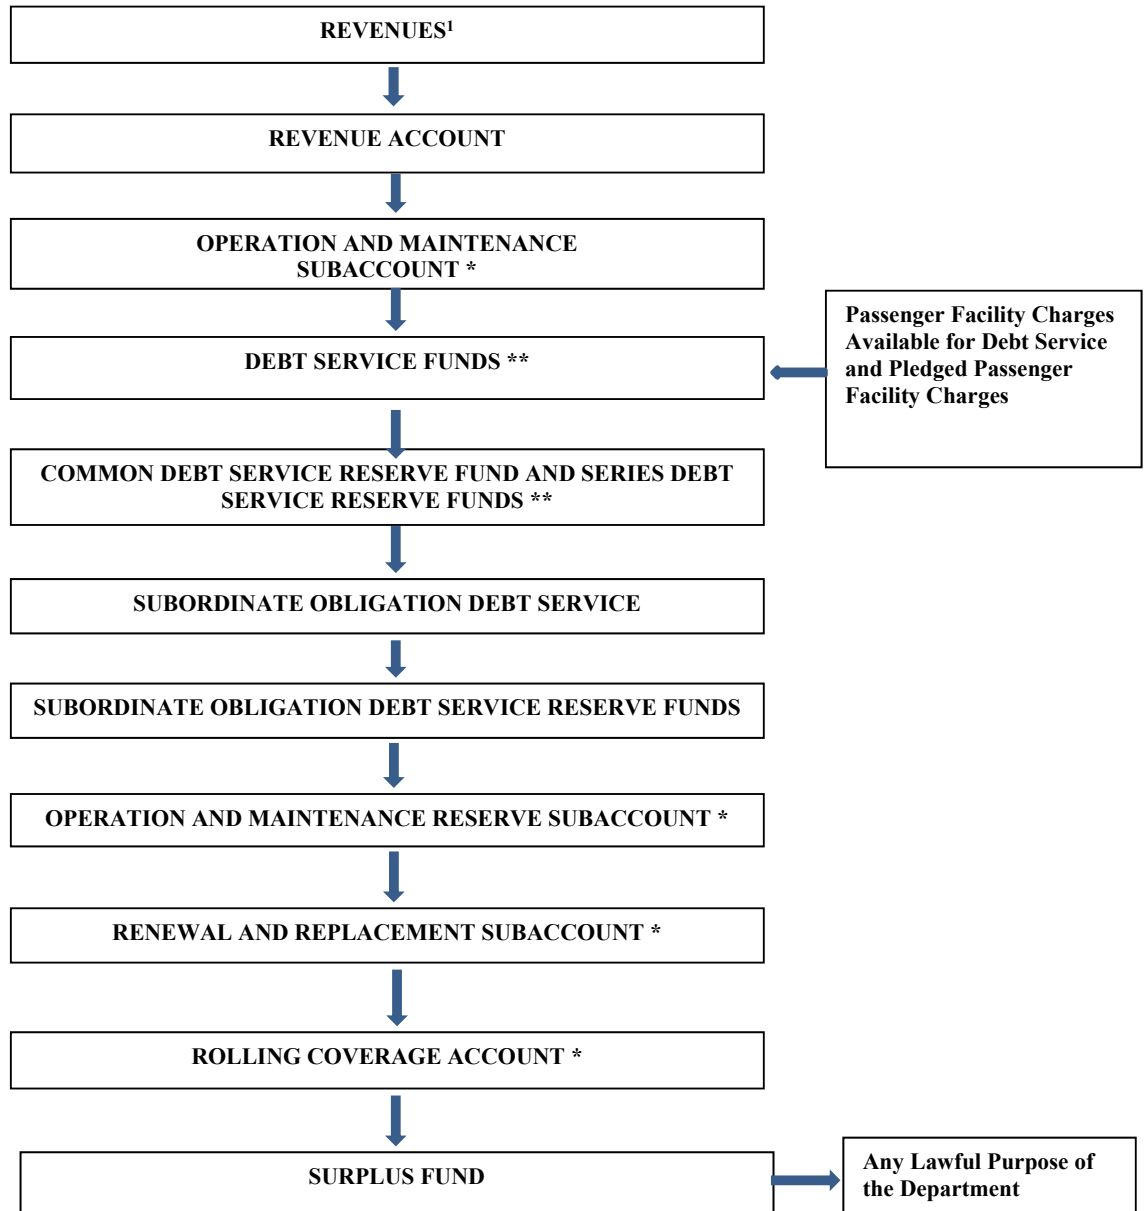 REVENUES¹
REVENUE ACCOUNT
OPERATION AND MAINTENANCE
SUBACCOUNT *
Passenger Facility Charges
Available for Debt Service
and Pledged Passenger
Facility Charges
DEBT SERVICE FUNDS **
COMMON DEBT SERVICE RESERVE FUND AND SERIES DEBT
SERVICE RESERVE FUNDS **
SUBORDINATE OBLIGATION DEBT SERVICE
SUBORDINATE OBLIGATION DEBT SERVICE RESERVE FUNDS
OPERATION AND MAINTENANCE RESERVE SUBACCOUNT *
RENEWAL AND REPLACEMENT SUBACCOUNT *
ROLLING COVERAGE ACCOUNT *
SURPLUS FUND
Any Lawful Purpose of
the Department